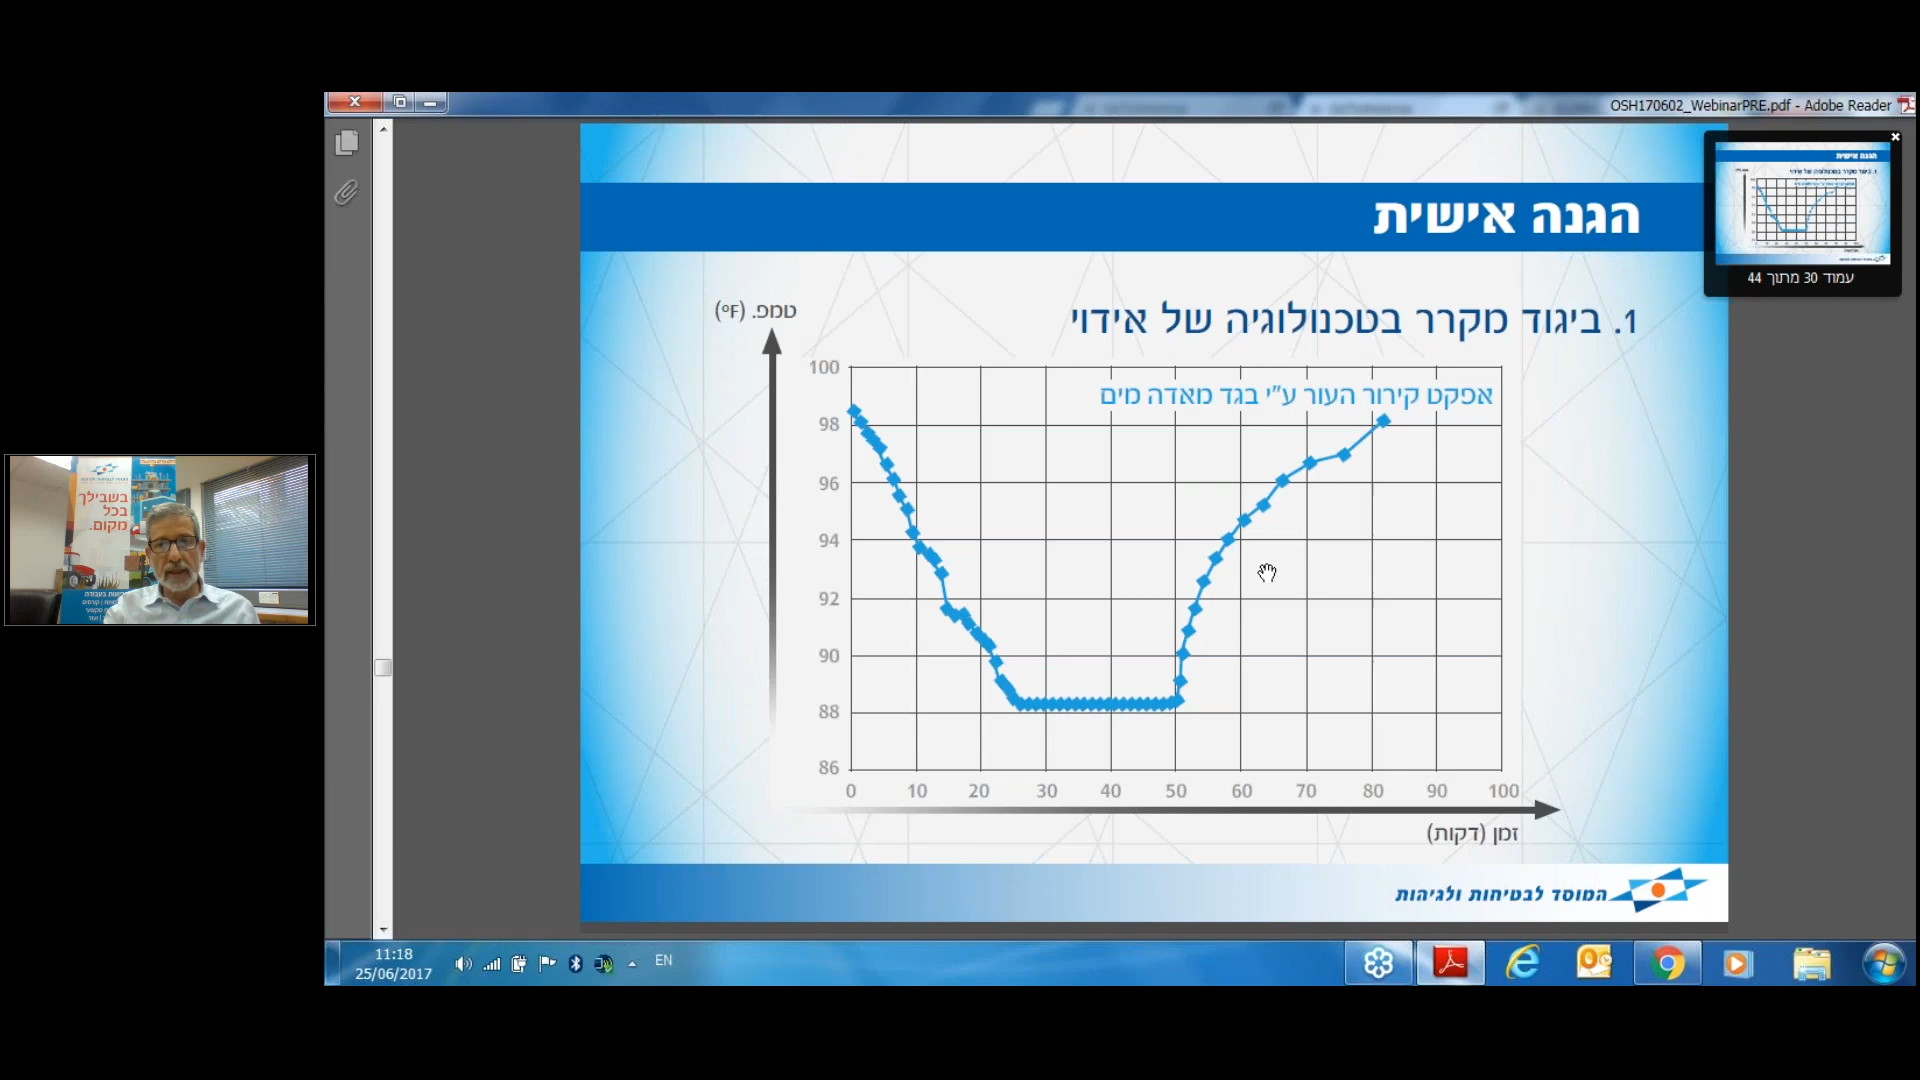 OSH170602_WebinarPRE.pdf - Adobe Reader
הגנה אישית
עמוד 30 מתוך 44
1. ביגוד מקרר בטכנולוגיה של אידוי
טמפ. (ºF)
אפקט קירור העור ע"י בגד מאדה מים
100
98
96
94
92
90
88
86
0 10 20 30 40 50 60 70 80 90 100
זמן (דקות)
המוסד לבטיחות ולגיהות
בשבילך
בכל
מקום.
11:18
25/06/2017
EN